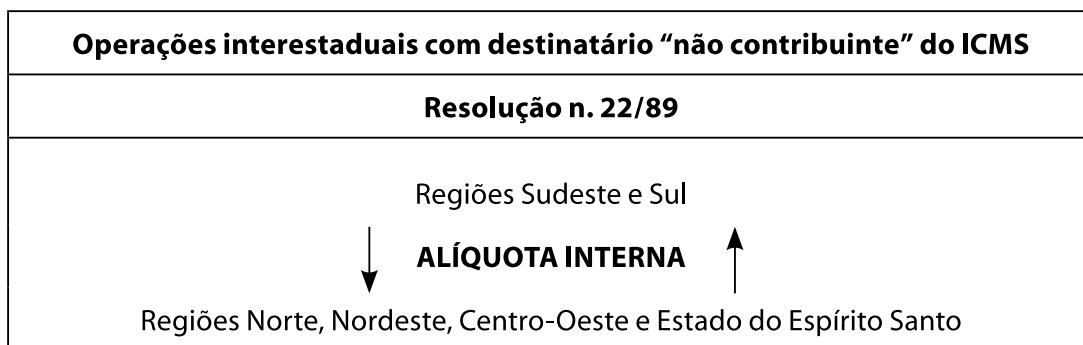 Operações interestaduais com destinatário “não contribuinte” do ICMS
Resolução n. 22/89
Regiões Sudeste e Sul
ALÍQUOTA INTERNA
Regiões Norte, Nordeste, Centro-Oeste e Estado do Espírito Santo